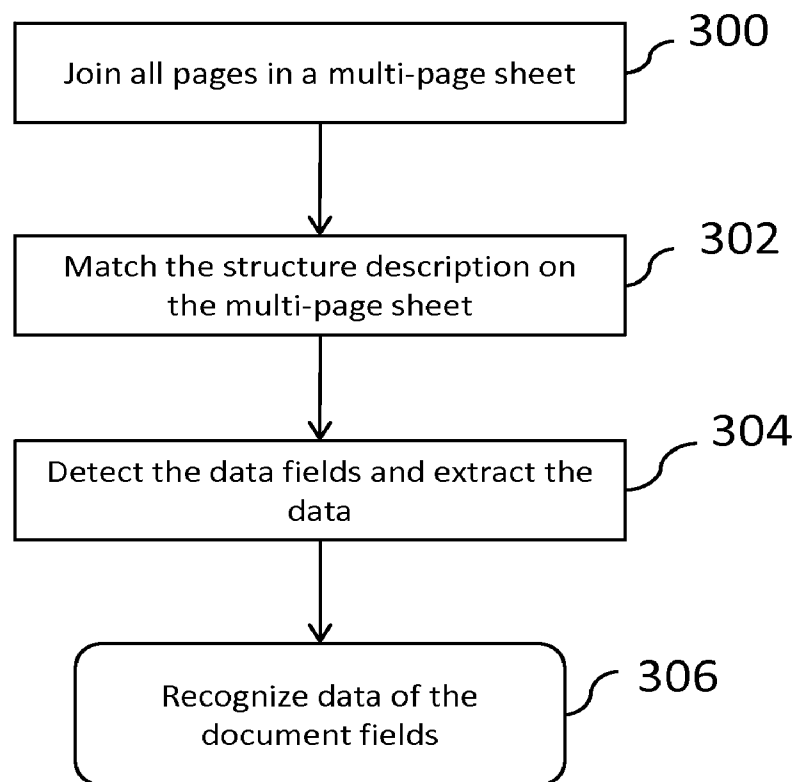 300
Join all pages in a multi-page sheet
302
Match the structure description on
the multi-page sheet
304
Detect the data fields and extract the
data
306
Recognize data of the
document fields